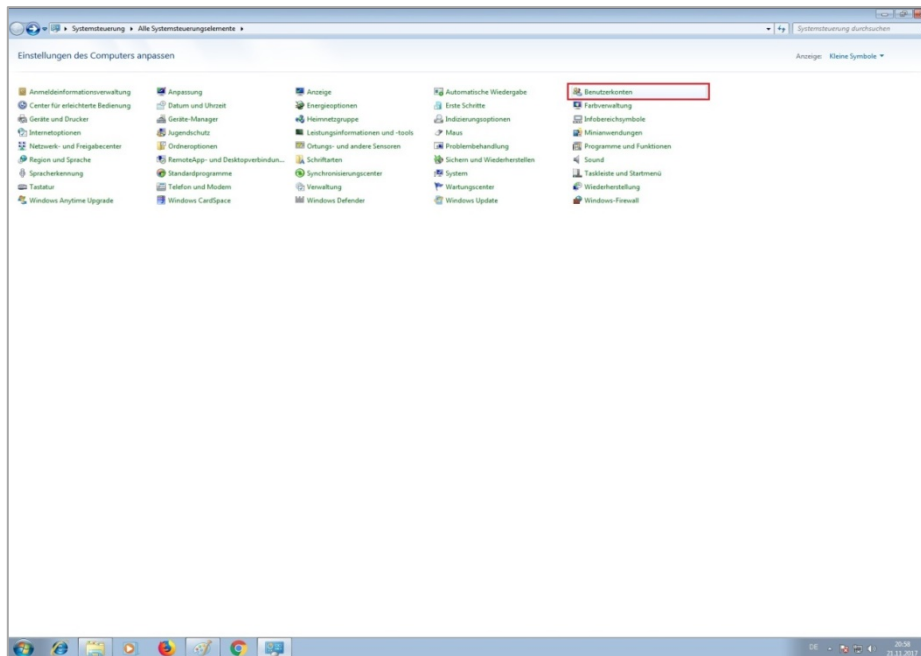 Systemsteuerung ▸ Alle Systemsteuerungselemente ▸ Systemsteuerung durchsuchen
Einstellungen des Computers anpassen Anzeige: Kleine Symbole
Anmeldeinformationsverwaltung Anpassung Anzeige Automatische Wiedergabe Benutzerkonten
Center für erleichterte Bedienung Datum und Uhrzeit Energieoptionen Erste Schritte Farbverwaltung
Geräte und Drucker Geräte-Manager Heimnetzgruppe Indizierungsoptionen Infobereichsymbole
Internetoptionen Jugendschutz Leistungsinformationen und -tools Maus Minianwendungen
Netzwerk- und Freigabecenter Ordneroptionen Ortungs- und andere Sensoren Problembehandlung Programme und Funktionen
Region und Sprache RemoteApp- und Desktopverbindun... Schriftarten Sichern und Wiederherstellen Sound
Spracherkennung Standardprogramme Synchronisierungscenter System Taskleiste und Startmenü
Tastatur Telefon und Modem Verwaltung Wartungscenter Wiederherstellung
Windows Anytime Upgrade Windows CardSpace Windows Defender Windows Update Windows-Firewall
DE 20:56
21.11.2017